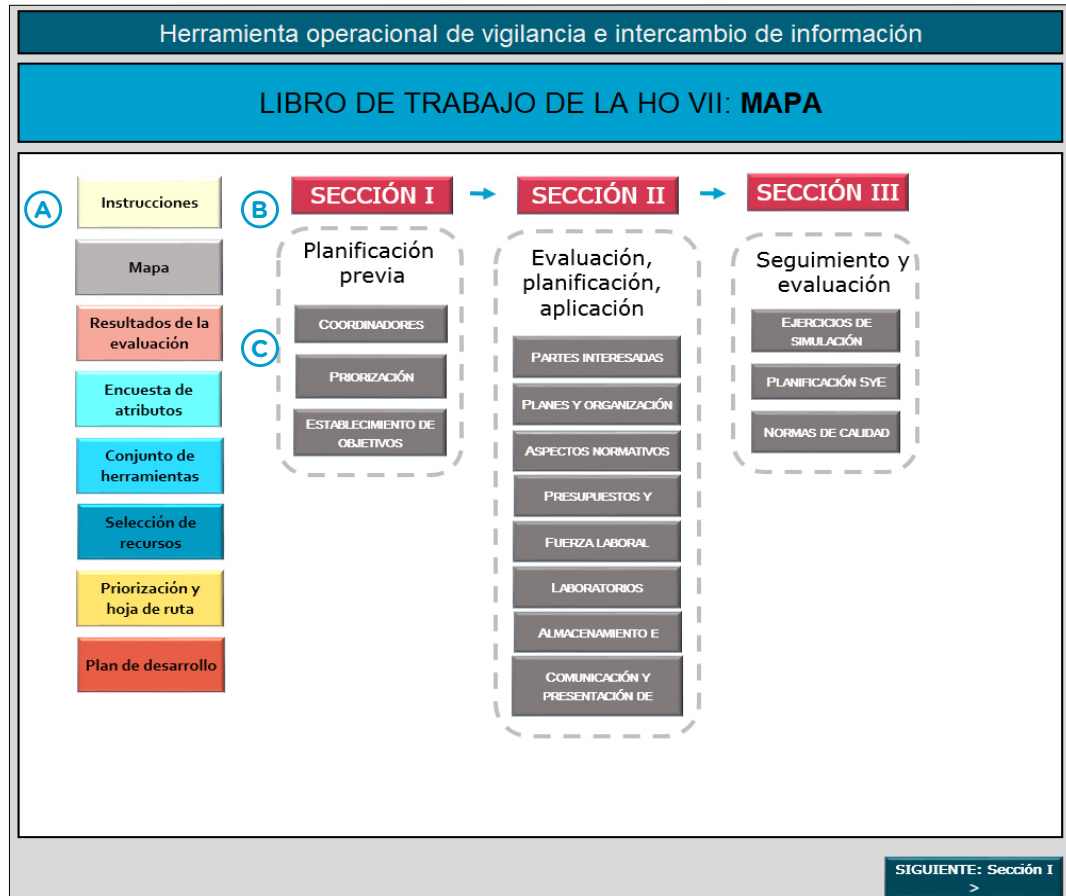 Herramienta operacional de vigilancia e intercambio de información
LIBRO DE TRABAJO DE LA HO VII: MAPA
A
Instrucciones
Mapa
Resultados de la
evaluación
Encuesta de
atributos
Conjunto de
herramientas
Selección de
recursos
Priorización y
hoja de ruta
Plan de desarrollo
B
SECCIÓN I
Planificación
previa
C
COORDINADORES
PRIORIZACIÓN
ESTABLECIMIENTO DE
OBJETIVOS
SECCIÓN II
Evaluación,
planificación,
aplicación
PARTES INTERESADAS
PLANES Y ORGANIZACIÓN
ASPECTOS NORMATIVOS
PRESUPUESTOS Y
FUERZA LABORAL
LABORATORIOS
ALMACENAMIENTO E
COMUNICACIÓN Y
PRESENTACIÓN DE
SECCIÓN III
Seguimiento y
evaluación
EJERCICIOS DE
SIMULACIÓN
PLANIFICACIÓN SYE
NORMAS DE CALIDAD
SIGUIENTE: Sección I
>